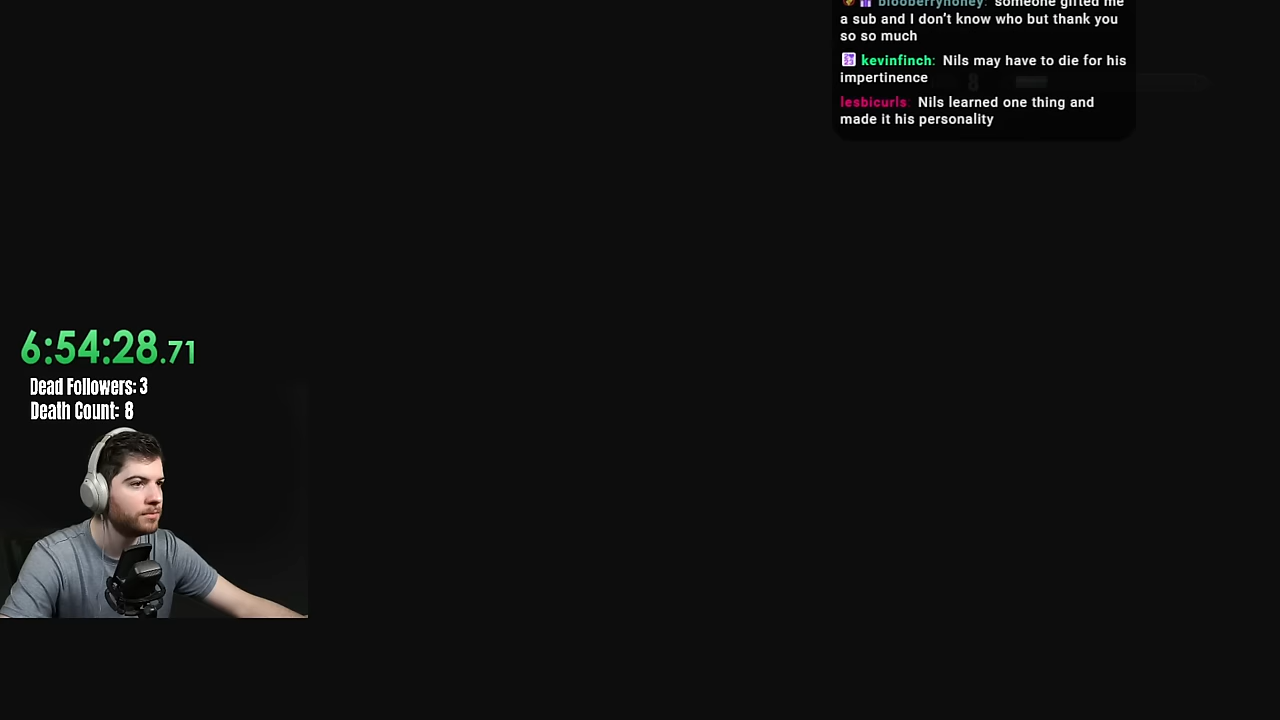 blooberryhoney: someone gifted me
a sub and I don't know who but thank you
so so much
kevinfinch: Nils may have to die for his
impertinence
8
lesbicurls: Nils learned one thing and
made it his personality
6:54:28.71
Dead Followers: 3
Death Count: 8